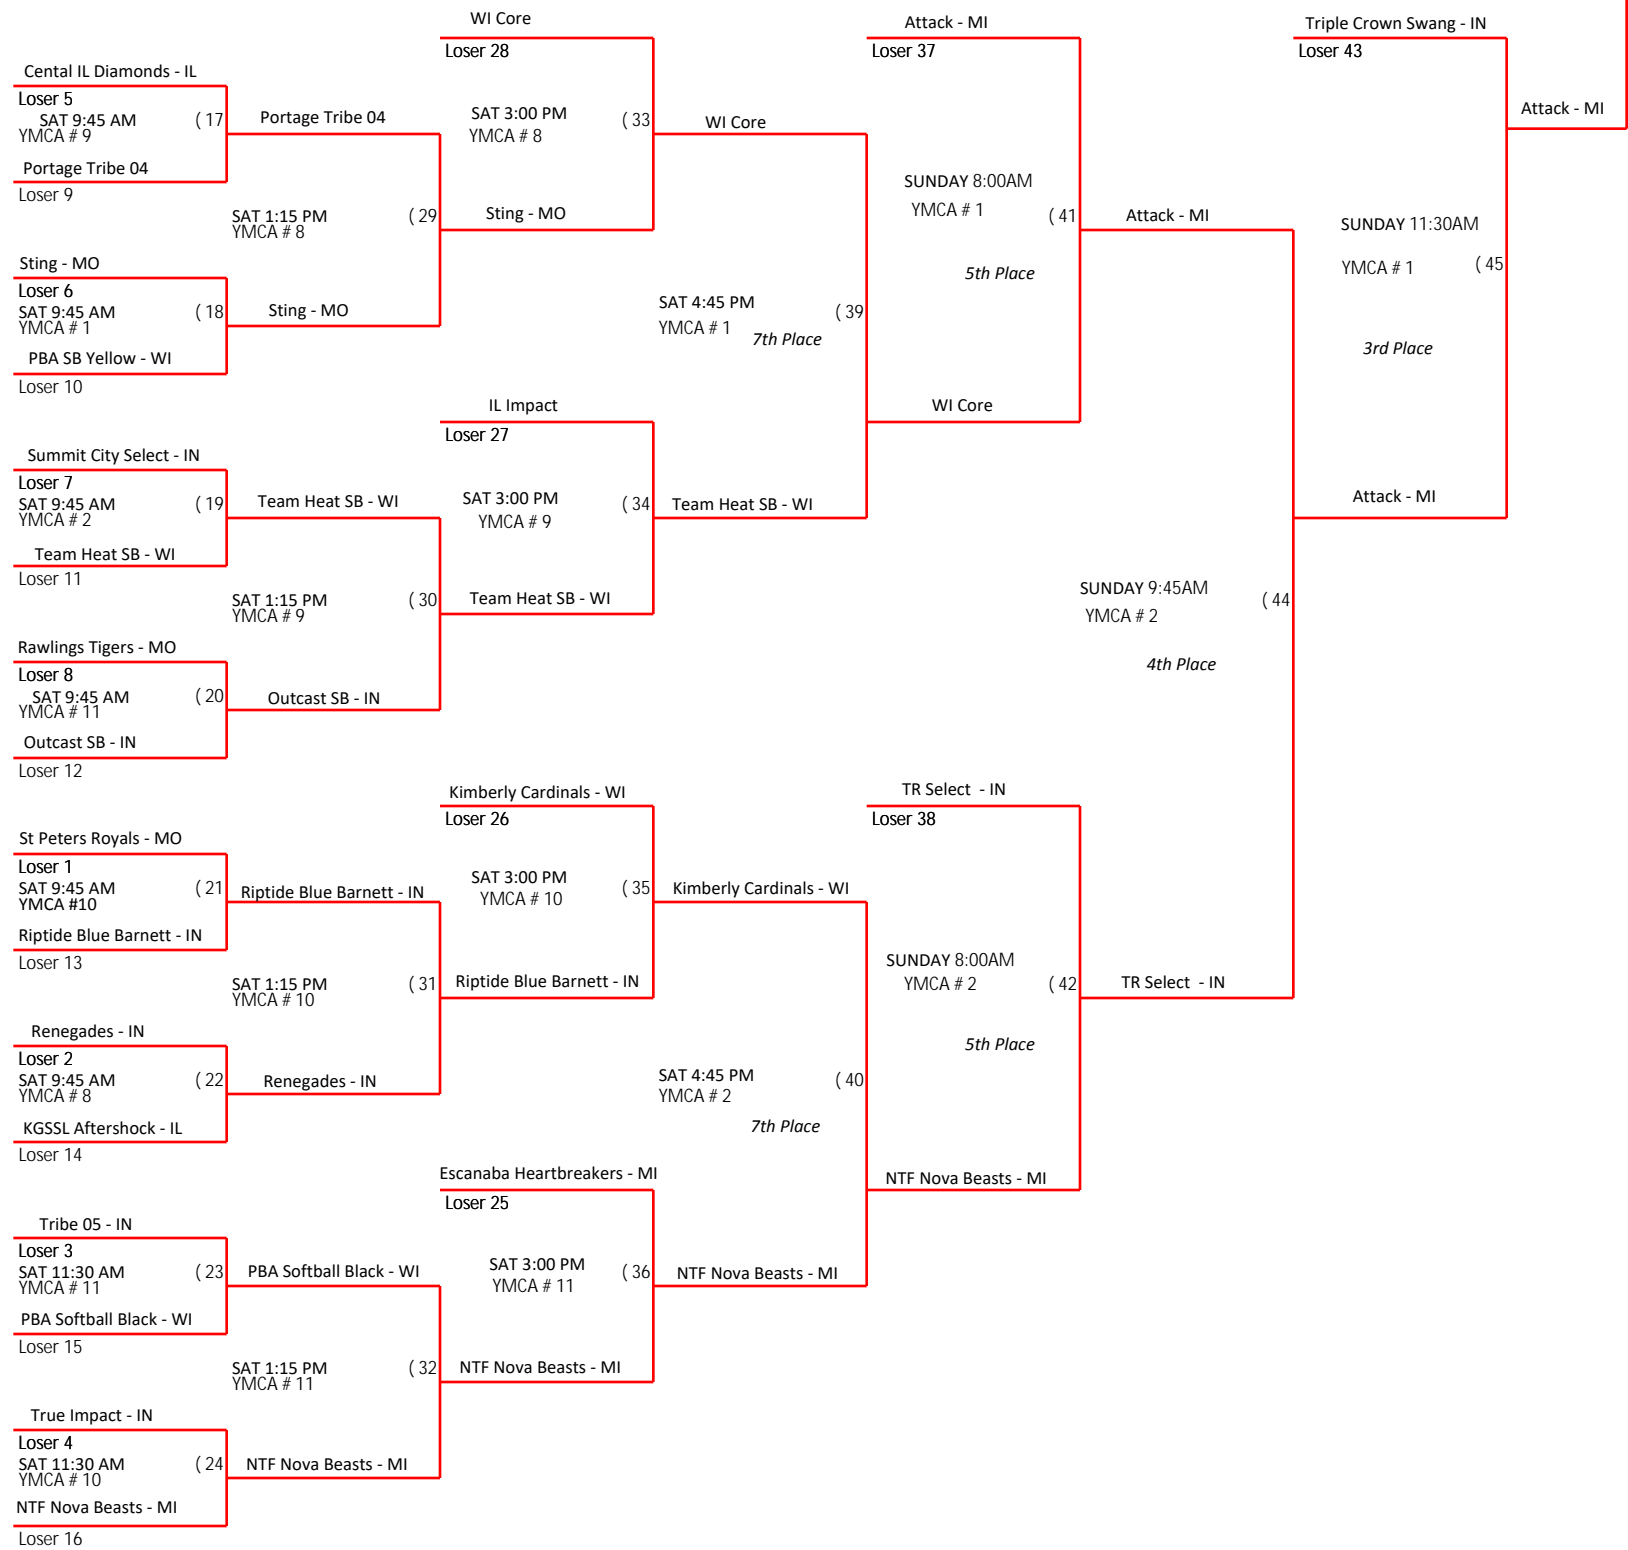 WI Core
Loser 28
Attack - MI
Loser 37
Triple Crown Swang - IN
Loser 43
Cental IL Diamonds - IL
Loser 5
SAT 9:45 AM
YMCA # 9
( 17
Portage Tribe 04
Loser 9
Portage Tribe 04
SAT 3:00 PM
YMCA # 8
( 33
WI Core
Attack - MI
SAT 1:15 PM
YMCA # 8
( 29
Sting - MO
SUNDAY 8:00AM
YMCA # 1
( 41
5th Place
Attack - MI
SUNDAY 11:30AM
YMCA # 1
( 45
3rd Place
Sting - MO
Loser 6
SAT 9:45 AM
YMCA # 1
( 18
PBA SB Yellow - WI
Loser 10
Sting - MO
SAT 4:45 PM
YMCA # 1
7th Place
( 39
IL Impact
Loser 27
WI Core
Summit City Select - IN
Loser 7
SAT 9:45 AM
YMCA # 2
( 19
Team Heat SB - WI
Loser 11
Team Heat SB - WI
SAT 3:00 PM
YMCA # 9
( 34
Team Heat SB - WI
Attack - MI
SAT 1:15 PM
YMCA # 9
( 30
Team Heat SB - WI
SUNDAY 9:45AM
YMCA # 2
( 44
4th Place
Rawlings Tigers - MO
Loser 8
SAT 9:45 AM
YMCA # 11
( 20
Outcast SB - IN
Loser 12
Outcast SB - IN
Kimberly Cardinals - WI
Loser 26
TR Select  - IN
Loser 38
St Peters Royals - MO
Loser 1
SAT 9:45 AM
YMCA #10
( 21
Riptide Blue Barnett - IN
Loser 13
Riptide Blue Barnett - IN
SAT 3:00 PM
YMCA # 10
( 35
Kimberly Cardinals - WI
SAT 1:15 PM
YMCA # 10
( 31
Riptide Blue Barnett - IN
SUNDAY 8:00AM
YMCA # 2
( 42
5th Place
TR Select  - IN
Renegades - IN
Loser 2
SAT 9:45 AM
YMCA # 8
( 22
KGSSL Aftershock - IL
Loser 14
Renegades - IN
SAT 4:45 PM
YMCA # 2
7th Place
( 40
Escanaba Heartbreakers - MI
Loser 25
NTF Nova Beasts - MI
Tribe 05 - IN
Loser 3
SAT 11:30 AM
YMCA # 11
( 23
PBA Softball Black - WI
Loser 15
PBA Softball Black - WI
SAT 3:00 PM
YMCA # 11
( 36
NTF Nova Beasts - MI
SAT 1:15 PM
YMCA # 11
( 32
NTF Nova Beasts - MI
True Impact - IN
Loser 4
SAT 11:30 AM
YMCA # 10
( 24
NTF Nova Beasts - MI
Loser 16
NTF Nova Beasts - MI